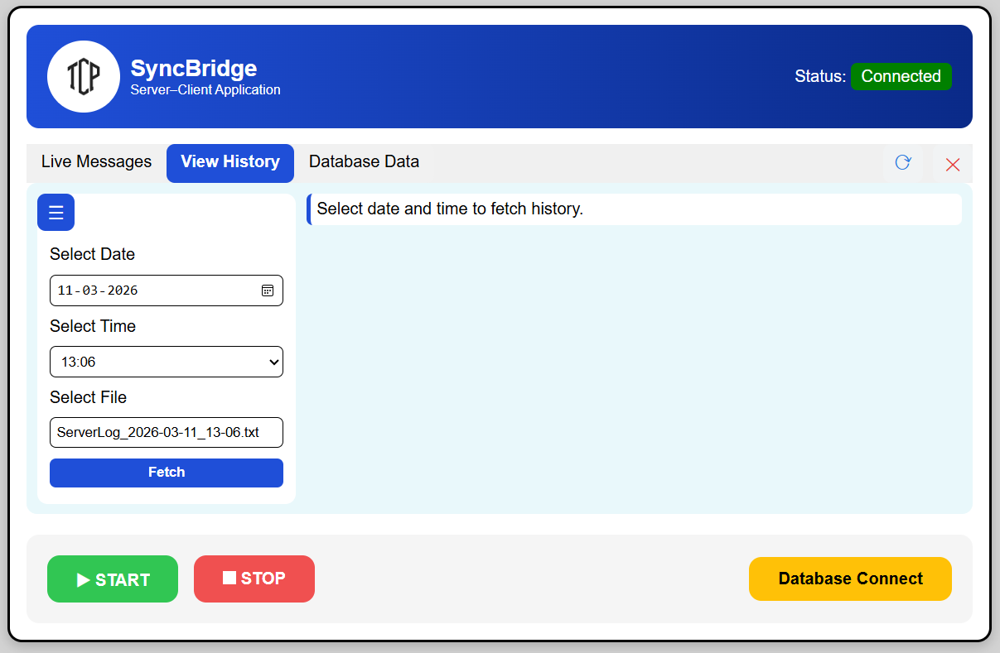 TCP
SyncBridge
Server–Client Application
Status: Connected
Live Messages
View History
Database Data
Select date and time to fetch history.
Select Date
11-03-2026
Select Time
13:06
Select File
ServerLog_2026-03-11_13-06.txt
Fetch
START
STOP
Database Connect